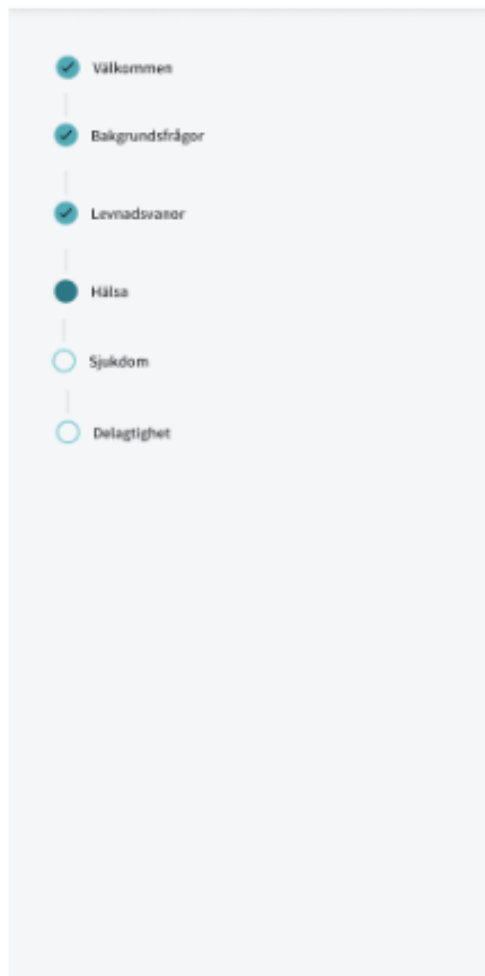 Välkommen
Bakgrundsfrågor
Levnadsvanor
Hälsa
Sjukdom
Delagtighet